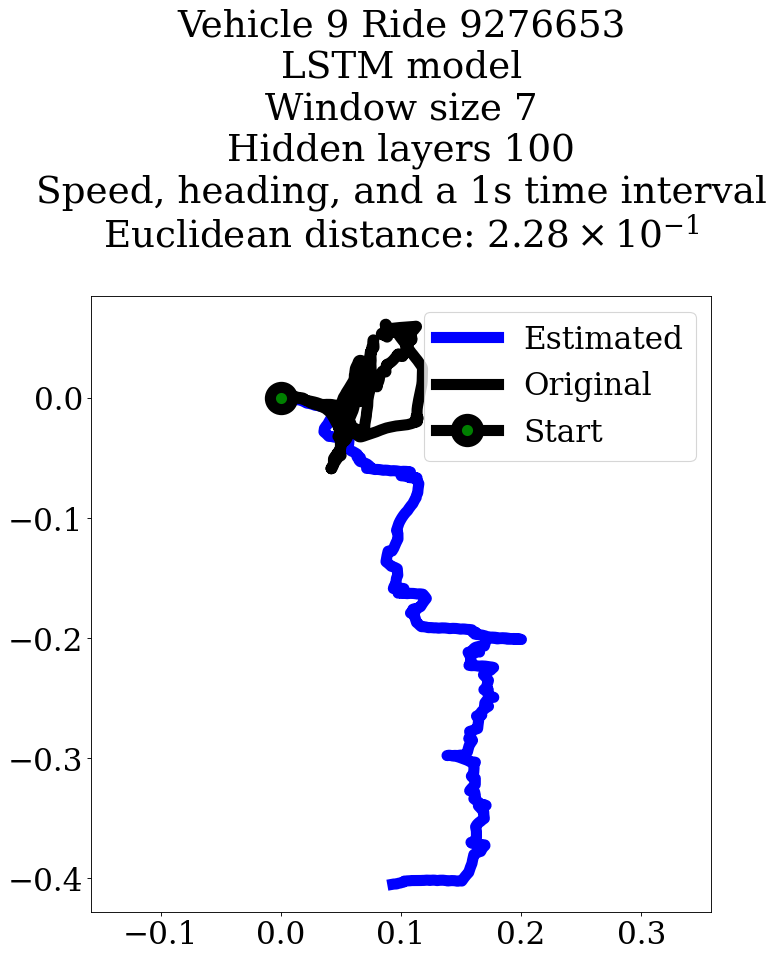 Vehicle 9 Ride 9276653
LSTM model
Window size 7
Hidden layers 100
Speed, heading, and a 1s time interval
Euclidean distance: 2.28 × 10⁻¹
Estimated
Original
Start
0.0
−0.1
−0.2
−0.3
−0.4
−0.1 0.0 0.1 0.2 0.3